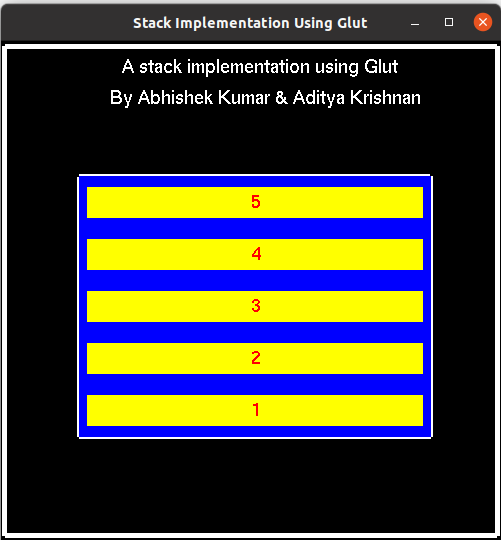 Stack Implementation Using Glut
A stack implementation using Glut
By Abhishek Kumar & Aditya Krishnan
5
4
3
2
1